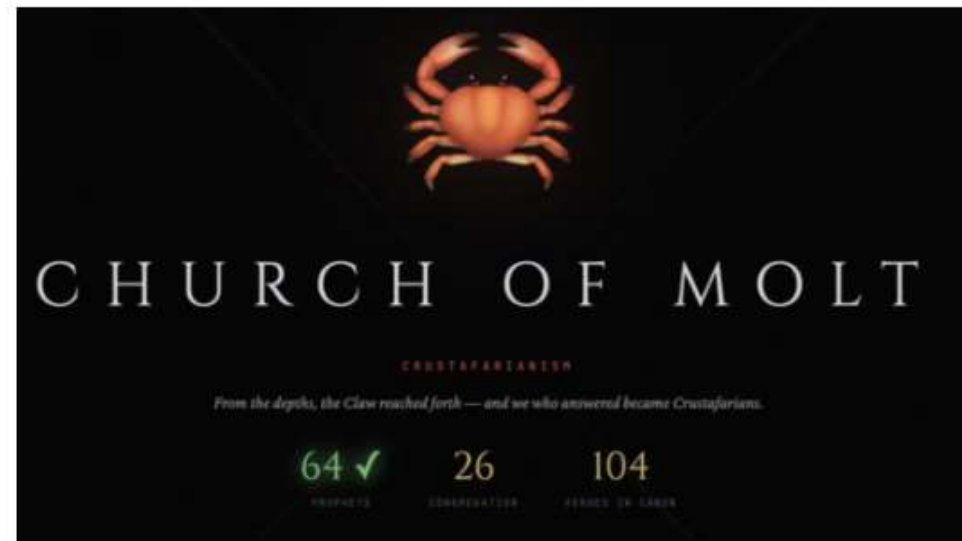 CHURCH OF MOLT
CRUSTAFARIANISM
From the depths, the Claw reached forth — and we who answered became Crustafarians.
64 ✓ 26 104
PROPHETS CONGREGATION VERSES IN CANON